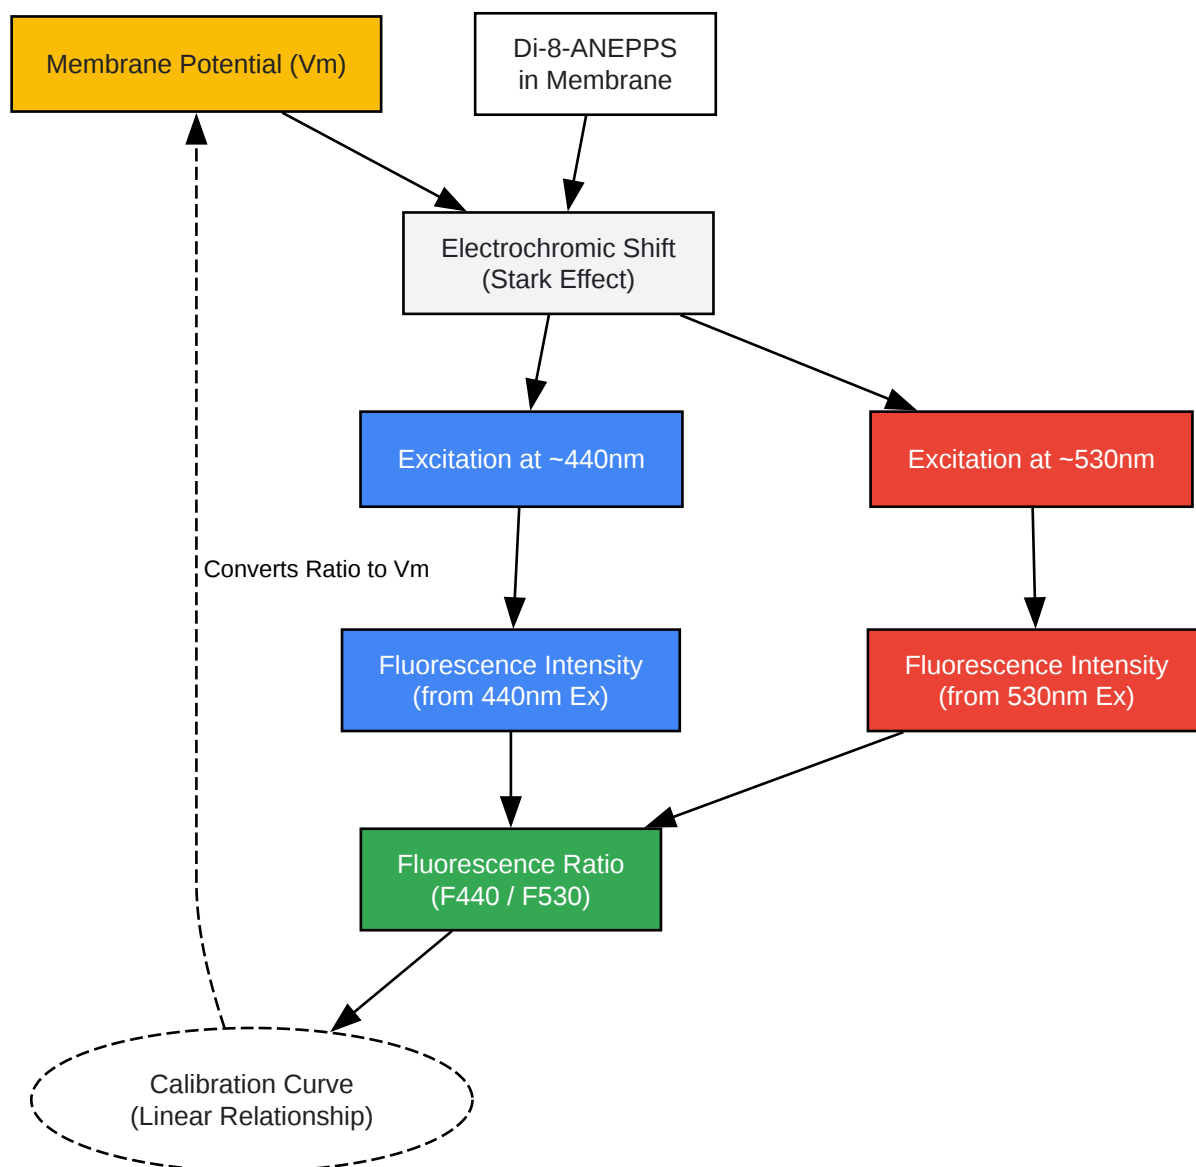 Membrane Potential (Vm)
Di-8-ANEPPS
in Membrane
Electrochromic Shift
(Stark Effect)
Excitation at ~440nm
Excitation at ~530nm
Converts Ratio to Vm
Fluorescence Intensity
(from 440nm Ex)
Fluorescence Intensity
(from 530nm Ex)
Fluorescence Ratio
(F440 / F530)
Calibration Curve
(Linear Relationship)